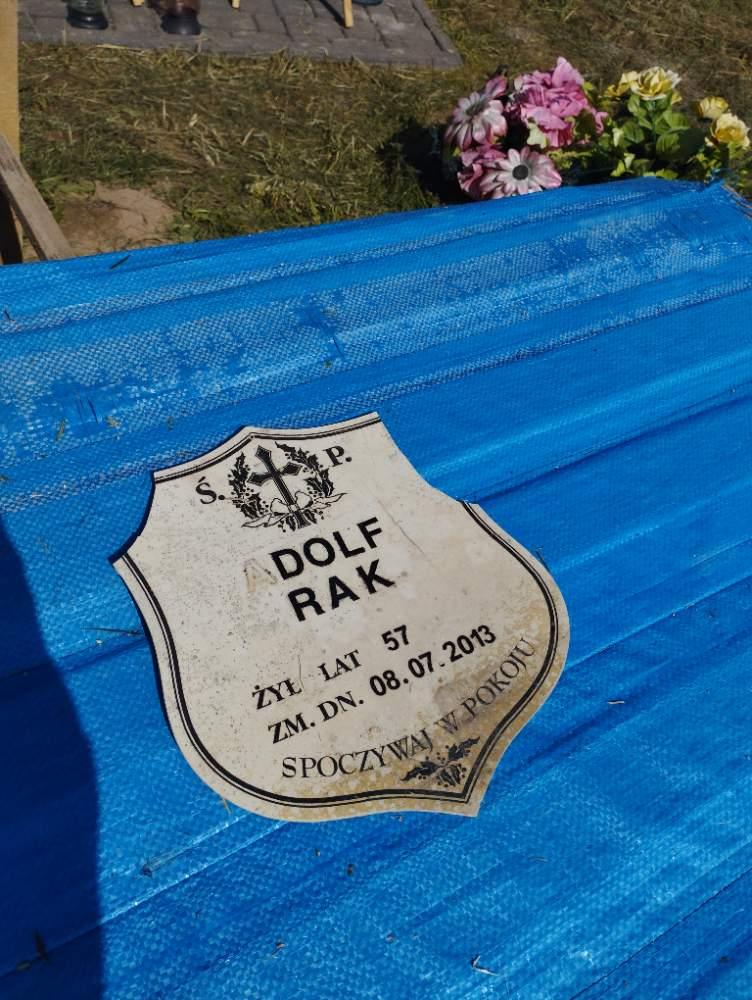 Ś. P.
ADOLF
RAK
ŻYŁ LAT 57
ZM. DN. 08.07.2013
SPOCZYWAJ W POKOJU